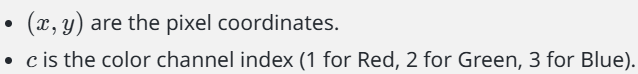 • (x, y) are the pixel coordinates.
• c is the color channel index (1 for Red, 2 for Green, 3 for Blue).